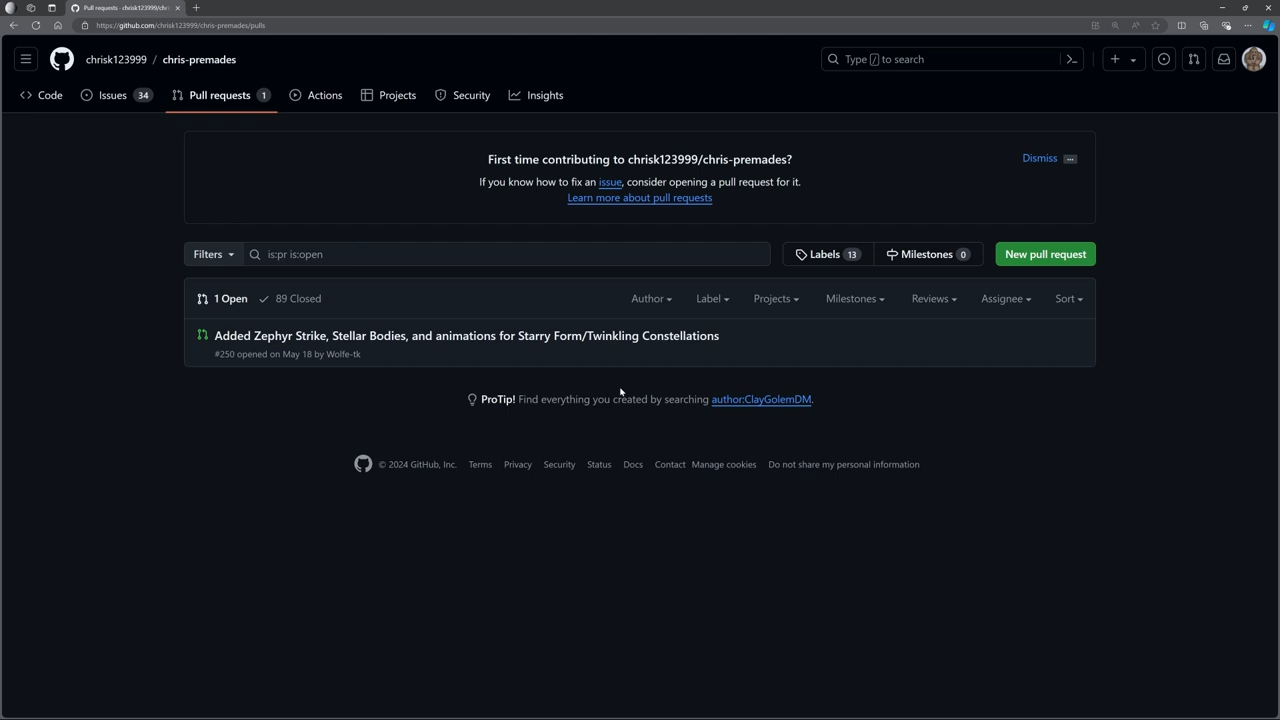 Pull requests · chrisk123999/chri
https://github.com/chrisk123999/chris-premades/pulls
chrisk123999 / chris-premades
Type / to search
Code
Issues 34
Pull requests 1
Actions
Projects
Security
Insights
First time contributing to chrisk123999/chris-premades?
Dismiss
If you know how to fix an issue, consider opening a pull request for it.
Learn more about pull requests
Filters
is:pr is:open
Labels 13
Milestones 0
New pull request
1 Open
89 Closed
Author
Label
Projects
Milestones
Reviews
Assignee
Sort
Added Zephyr Strike, Stellar Bodies, and animations for Starry Form/Twinkling Constellations
#250 opened on May 18 by Wolfe-tk
ProTip! Find everything you created by searching author:ClayGolemDM.
© 2024 GitHub, Inc.
Terms
Privacy
Security
Status
Docs
Contact
Manage cookies
Do not share my personal information